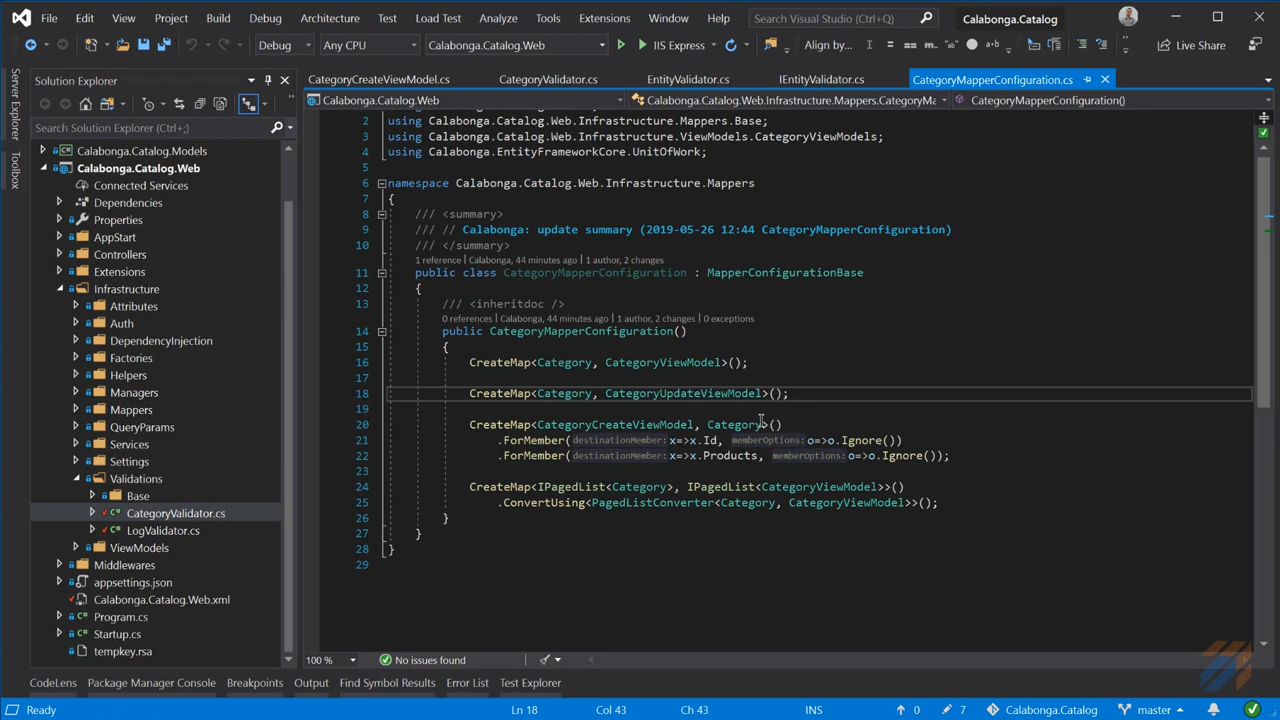 File Edit View Project Build Debug Architecture Test Load Test Analyze Tools Extensions Window Help Search Visual Studio (Ctrl+Q) Calabonga.Catalog
Debug Any CPU Calabonga.Catalog.Web IIS Express Align by... Live Share
Server Explorer
Toolbox
Solution Explorer
Search Solution Explorer (Ctrl+;)
Calabonga.Catalog.Models
Calabonga.Catalog.Web
Connected Services
Dependencies
Properties
AppStart
Controllers
Extensions
Infrastructure
Attributes
Auth
DependencyInjection
Factories
Helpers
Managers
Mappers
QueryParams
Services
Settings
Validations
Base
CategoryValidator.cs
LogValidator.cs
ViewModels
Middlewares
appsettings.json
Calabonga.Catalog.Web.xml
Program.cs
Startup.cs
tempkey.rsa
CategoryCreateViewModel.cs CategoryValidator.cs EntityValidator.cs IEntityValidator.cs CategoryMapperConfiguration.cs
Calabonga.Catalog.Web Calabonga.Catalog.Web.Infrastructure.Mappers.CategoryMa CategoryMapperConfiguration()
2 using Calabonga.Catalog.Web.Infrastructure.Mappers.Base;
3 using Calabonga.Catalog.Web.Infrastructure.ViewModels.CategoryViewModels;
4 using Calabonga.EntityFrameworkCore.UnitOfWork;
5
6 namespace Calabonga.Catalog.Web.Infrastructure.Mappers
7 {
8 /// <summary>
9 /// // Calabonga: update summary (2019-05-26 12:44 CategoryMapperConfiguration)
10 /// </summary>
1 reference | Calabonga, 44 minutes ago | 1 author, 2 changes
11 public class CategoryMapperConfiguration : MapperConfigurationBase
12 {
13 /// <inheritdoc />
0 references | Calabonga, 44 minutes ago | 1 author, 2 changes | 0 exceptions
14 public CategoryMapperConfiguration()
15 {
16 CreateMap<Category, CategoryViewModel>();
17
18 CreateMap<Category, CategoryUpdateViewModel>();
19
20 CreateMap<CategoryCreateViewModel, Category>()
21 .ForMember(destinationMember: x=>x.Id, memberOptions: o=>o.Ignore())
22 .ForMember(destinationMember: x=>x.Products, memberOptions: o=>o.Ignore());
23
24 CreateMap<IPagedList<Category>, IPagedList<CategoryViewModel>>()
25 .ConvertUsing<PagedListConverter<Category, CategoryViewModel>>();
26 }
27 }
28 }
29
100 % No issues found
CodeLens Package Manager Console Breakpoints Output Find Symbol Results Error List Test Explorer
Ready Ln 18 Col 43 Ch 43 INS 0 7 Calabonga.Catalog master